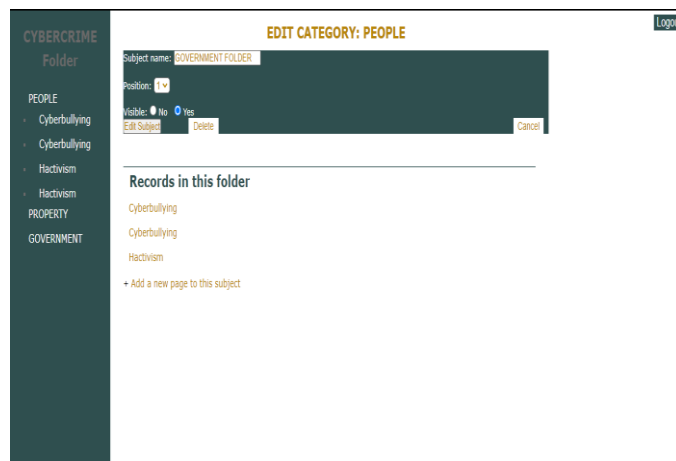 CYBERCRIME
Folder
PEOPLE
Cyberbullying
Cyberbullying
Hactivism
Hactivism
PROPERTY
GOVERNMENT
EDIT CATEGORY: PEOPLE
Logou
Subject name: GOVERNMENT FOLDER
Position: 1
Visible: No Yes
Edit Subject Delete Cancel
Records in this folder
Cyberbullying
Cyberbullying
Hactivism
+ Add a new page to this subject